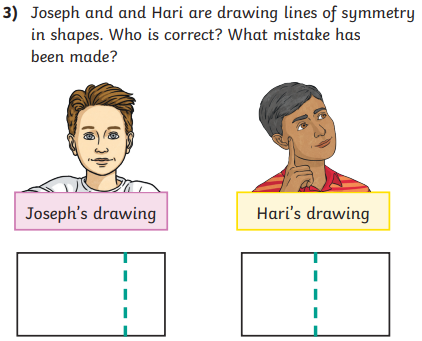 3) Joseph and and Hari are drawing lines of symmetry
in shapes. Who is correct? What mistake has
been made?
Joseph's drawing
Hari's drawing